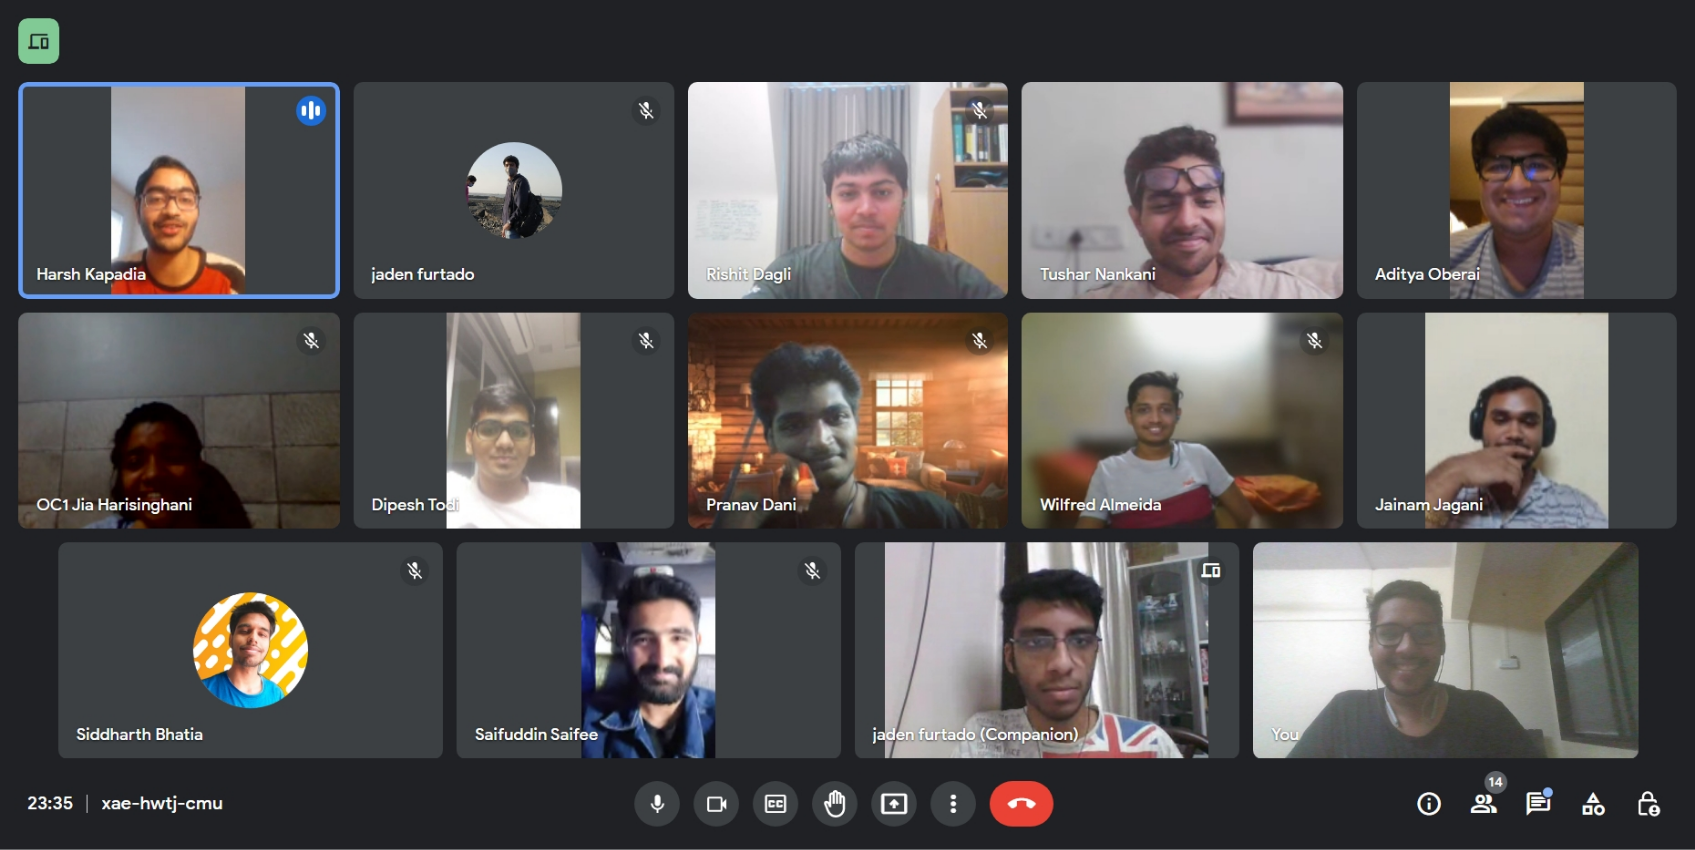 Harsh Kapadia
jaden furtado
Rishit Dagli
Tushar Nankani
Aditya Oberai
OC1 Jia Harisinghani
Dipesh Todi
Pranav Dani
Wilfred Almeida
Jainam Jagani
Siddharth Bhatia
Saifuddin Saifee
jaden furtado (Companion)
You
23:35 | xae-hwtj-cmu
CC
14